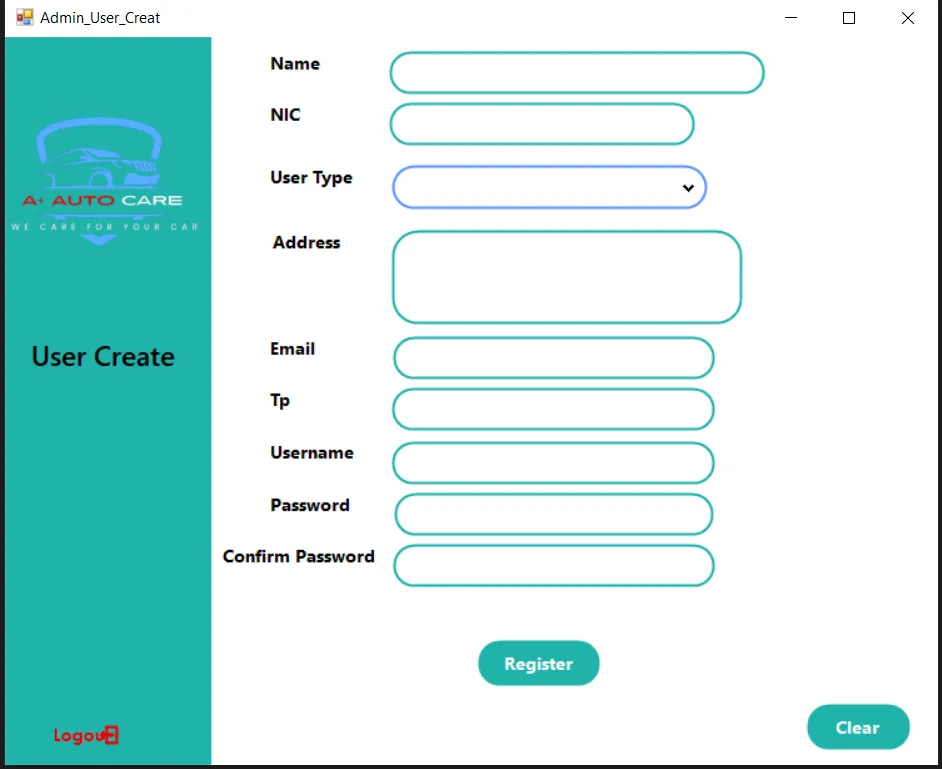 Admin_User_Creat
Name
NIC
User Type
A+ AUTO CARE
WE CARE FOR YOUR CAR
Address
User Create
Email
Tp
Username
Password
Confirm Password
Register
Logout
Clear